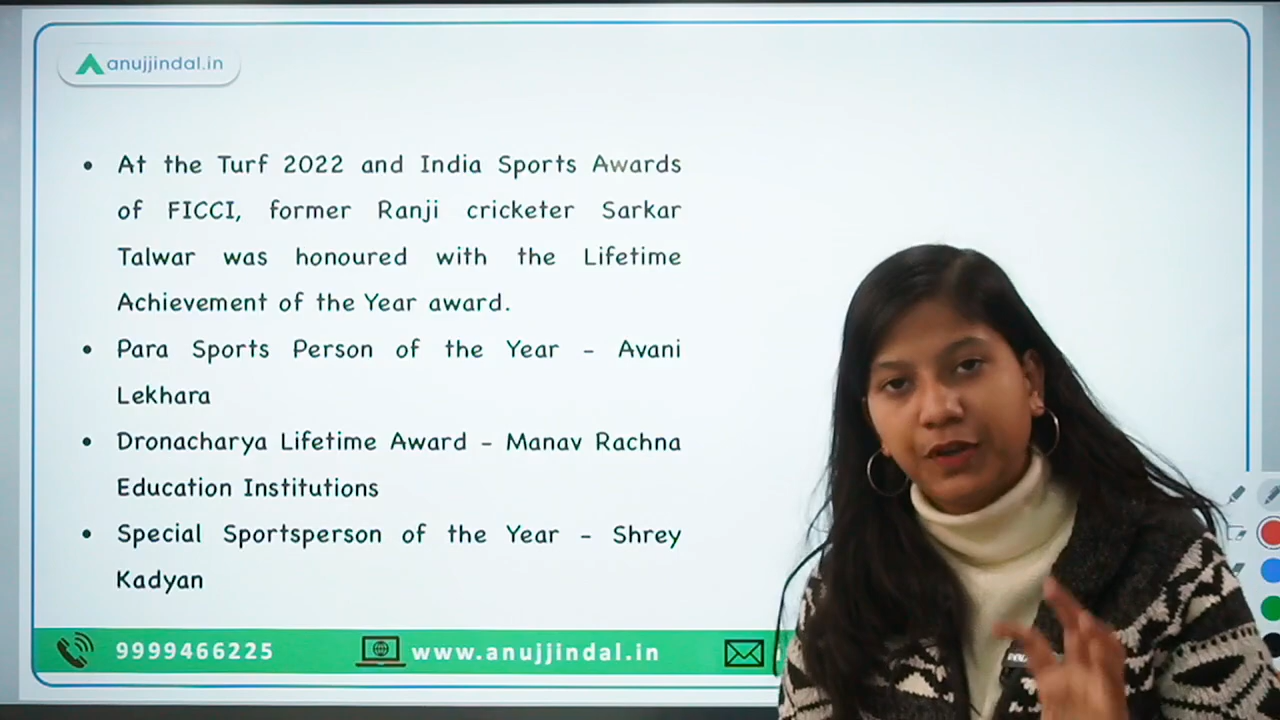 anujjindal.in
• At the Turf 2022 and India Sports Awards
of FICCI, former Ranji cricketer Sarkar
Talwar was honoured with the Lifetime
Achievement of the Year award.
• Para Sports Person of the Year - Avani
Lekhara
• Dronacharya Lifetime Award - Manav Rachna
Education Institutions
• Special Sportsperson of the Year - Shrey
Kadyan
9999466225 www.anujjindal.in